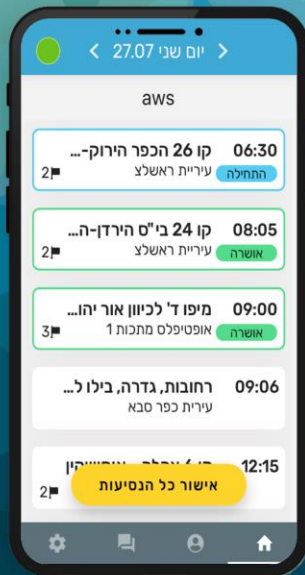 יום שני 27.07
aws
06:30 קו 26 הכפר הירוק-...
התחילה עיריית ראשלצ 2
08:05 קו 24 בי"ס הירדן-ה...
אושרה עיריית ראשלצ 2
09:00 מיפו ד' לכיוון אור יהו...
אושרה אופטיפלס מתכות 1 3
09:06 רחובות, גדרה, בילו ל...
עירית כפר סבא
12:15
2
אישור כל הנסיעות